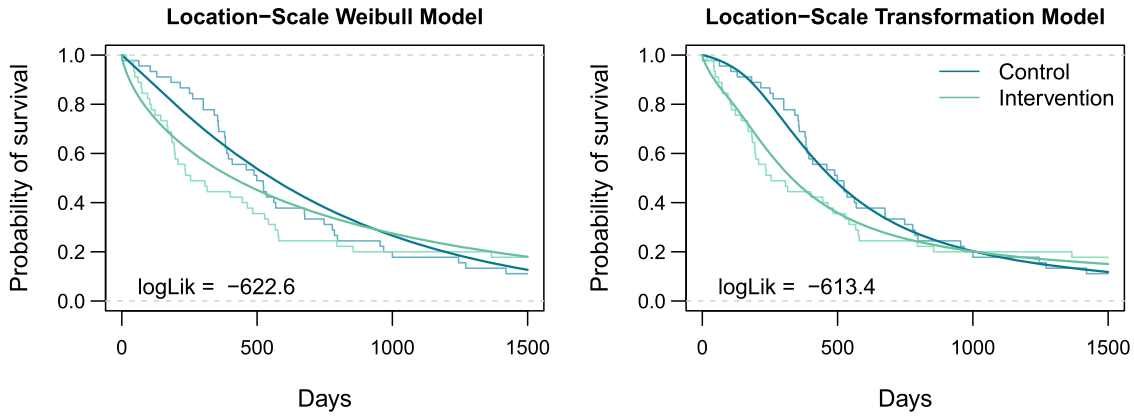 Location−Scale Weibull Model
Probability of survival
1.0
0.8
0.6
0.4
0.2
0.0
logLik = −622.6
0 500 1000 1500
Days
Location−Scale Transformation Model
Probability of survival
1.0
0.8
0.6
0.4
0.2
0.0
Control
Intervention
logLik = −613.4
0 500 1000 1500
Days